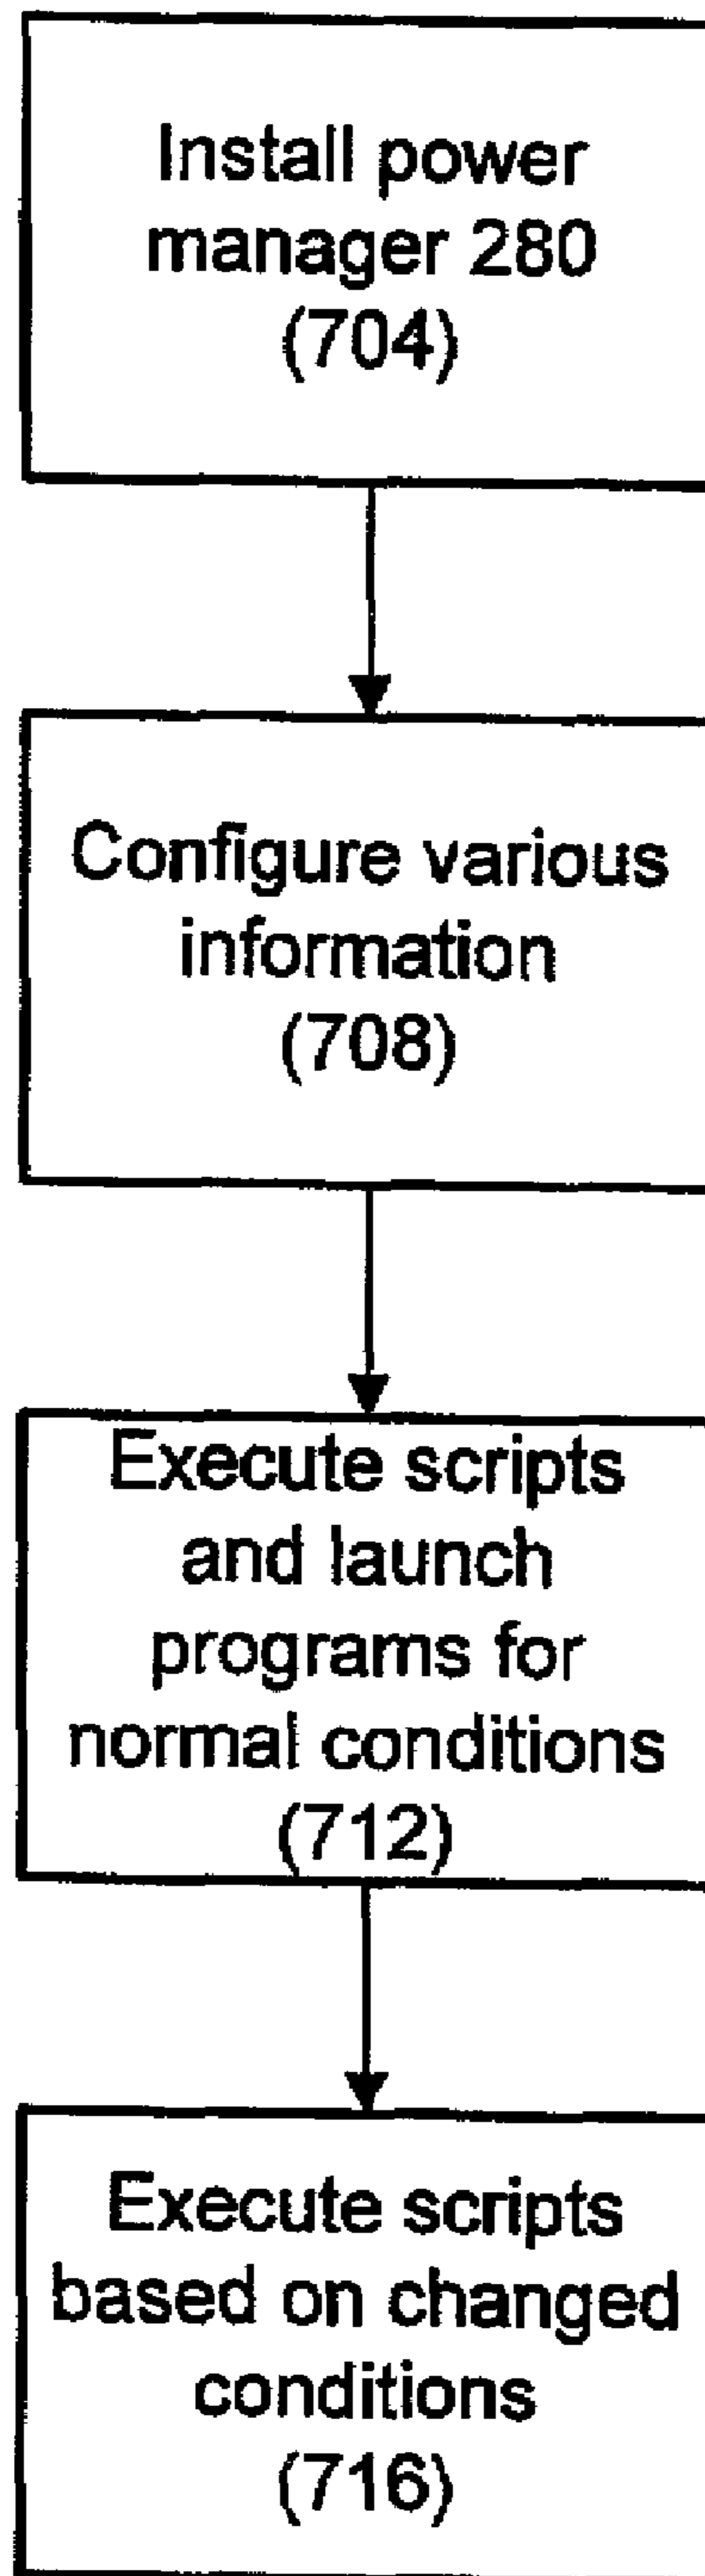 Install power
manager 280
(704)
Configure various
information
(708)
Execute scripts
and launch
programs for
normal conditions
(712)
Execute scripts
based on changed
conditions
(716)